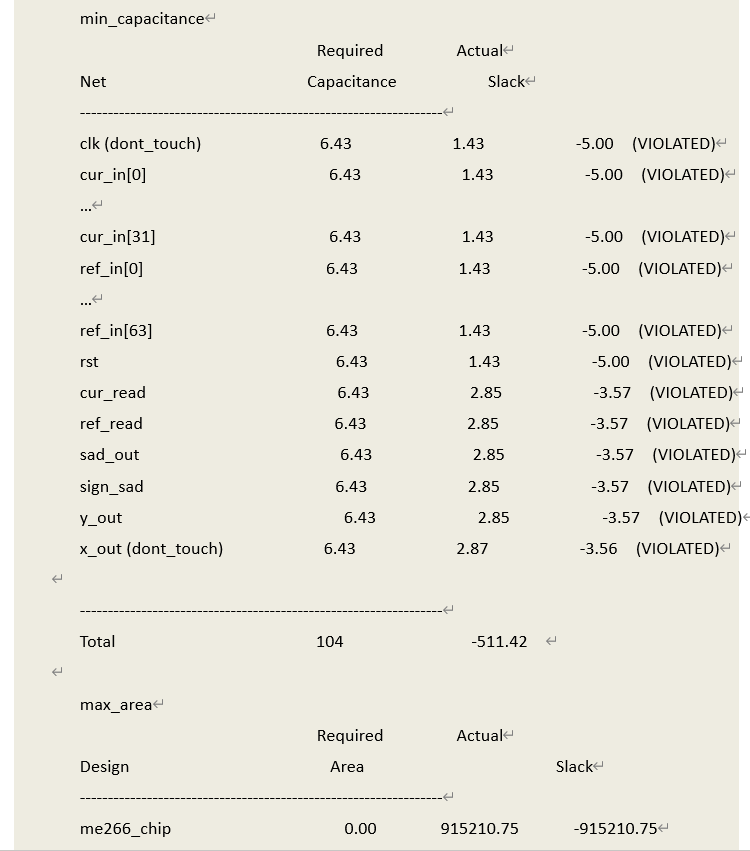 min_capacitance
Required Actual
Net Capacitance Slack
-----------------------------------------------------------------
clk (dont_touch) 6.43 1.43 -5.00 (VIOLATED)
cur_in[0] 6.43 1.43 -5.00 (VIOLATED)
...
cur_in[31] 6.43 1.43 -5.00 (VIOLATED)
ref_in[0] 6.43 1.43 -5.00 (VIOLATED)
...
ref_in[63] 6.43 1.43 -5.00 (VIOLATED)
rst 6.43 1.43 -5.00 (VIOLATED)
cur_read 6.43 2.85 -3.57 (VIOLATED)
ref_read 6.43 2.85 -3.57 (VIOLATED)
sad_out 6.43 2.85 -3.57 (VIOLATED)
sign_sad 6.43 2.85 -3.57 (VIOLATED)
y_out 6.43 2.85 -3.57 (VIOLATED)
x_out (dont_touch) 6.43 2.87 -3.56 (VIOLATED)
-----------------------------------------------------------------
Total 104 -511.42
max_area
Required Actual
Design Area Slack
-----------------------------------------------------------------
me266_chip 0.00 915210.75 -915210.75